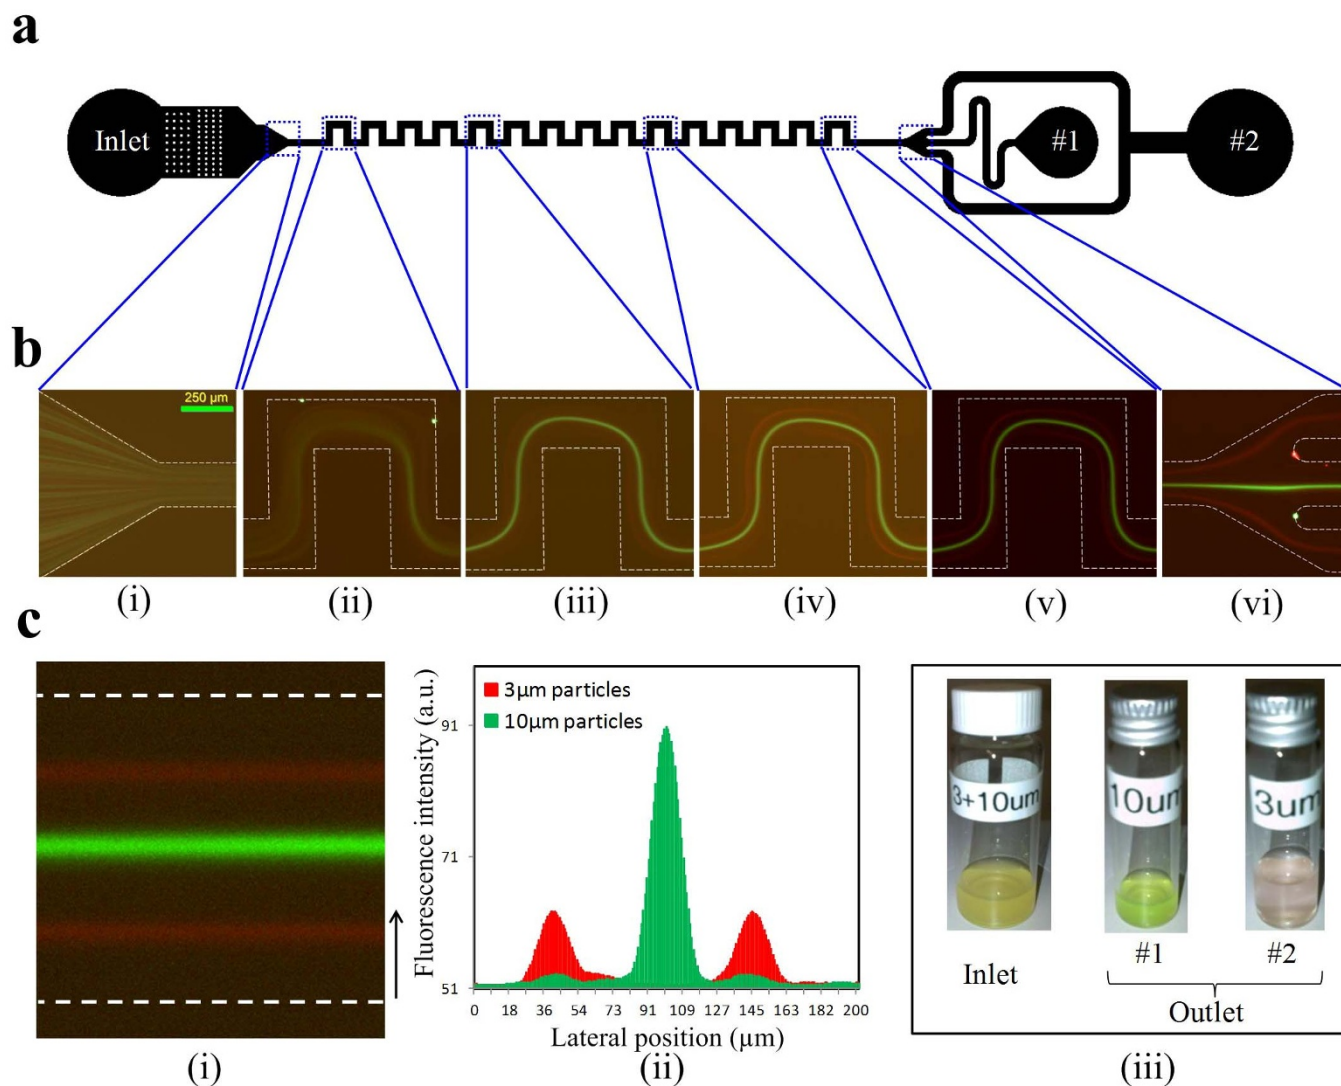 a
Inlet
#1
#2
b
250 µm
(i)
(ii)
(iii)
(iv)
(v)
(vi)
c
(i)
Fluorescence intensity (a.u.)
3µm particles
10µm particles
91
71
51
0 18 36 54 73 91 109 127 145 163 182 200
Lateral position (µm)
(ii)
3+10um
10um
3um
Inlet
#1
#2
Outlet
(iii)